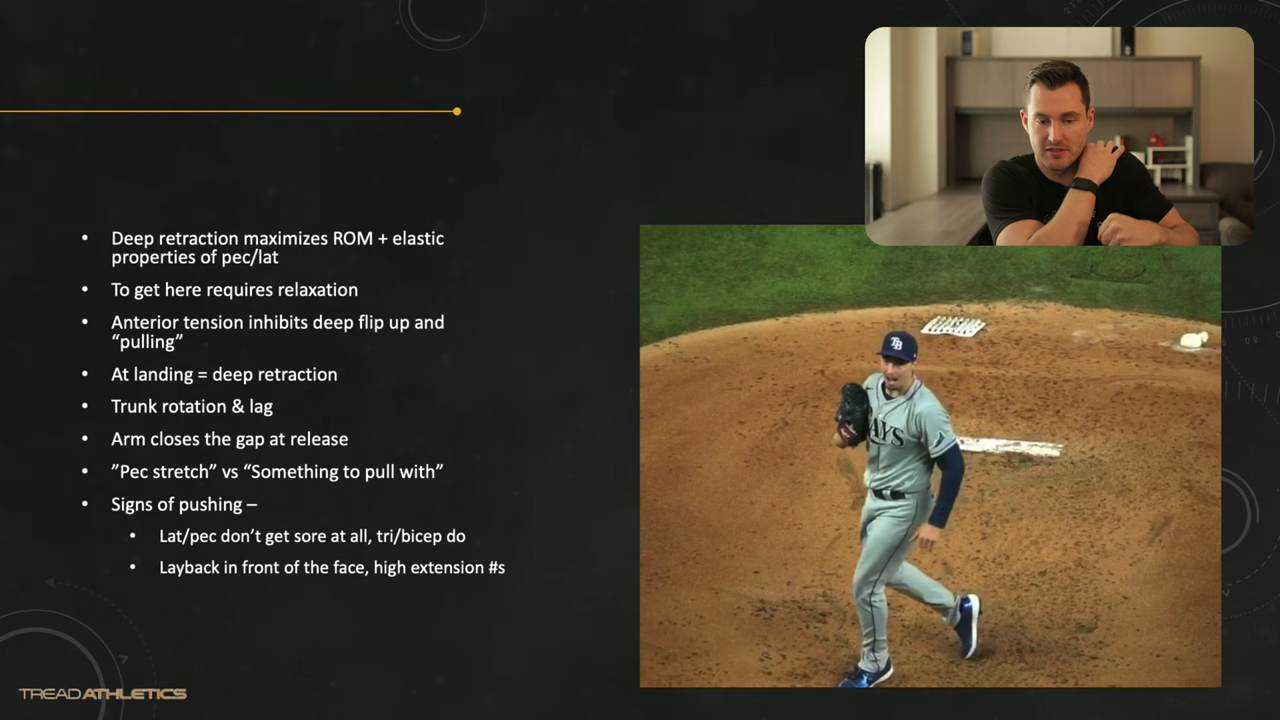 Deep retraction maximizes ROM + elastic
properties of pec/lat
To get here requires relaxation
Anterior tension inhibits deep flip up and
“pulling”
At landing = deep retraction
Trunk rotation & lag
Arm closes the gap at release
”Pec stretch” vs “Something to pull with”
Signs of pushing –
Lat/pec don’t get sore at all, tri/bicep do
Layback in front of the face, high extension #s
TB
AYS
TREADATHLETICS